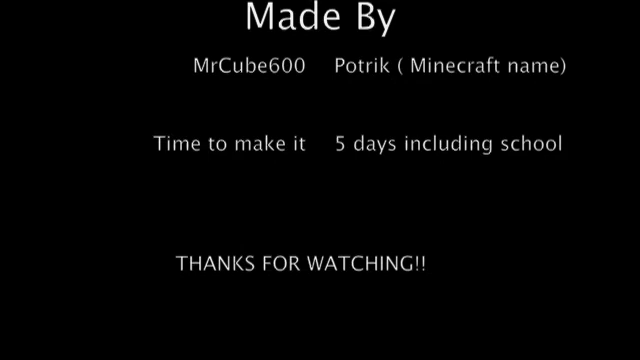 Made By
MrCube600 Potrik ( Minecraft name)
Time to make it 5 days including school
THANKS FOR WATCHING!!